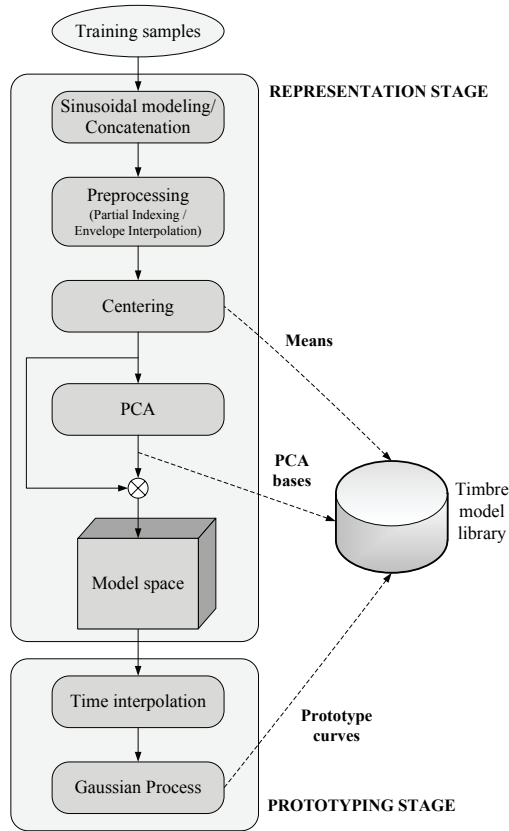 Training samples
REPRESENTATION STAGE
Sinusoidal modeling/
Concatenation
Preprocessing
(Partial Indexing /
Envelope Interpolation)
Centering
Means
PCA
PCA
bases
Timbre
model
library
Model space
Time interpolation
Prototype
curves
Gaussian Process
PROTOTYPING STAGE